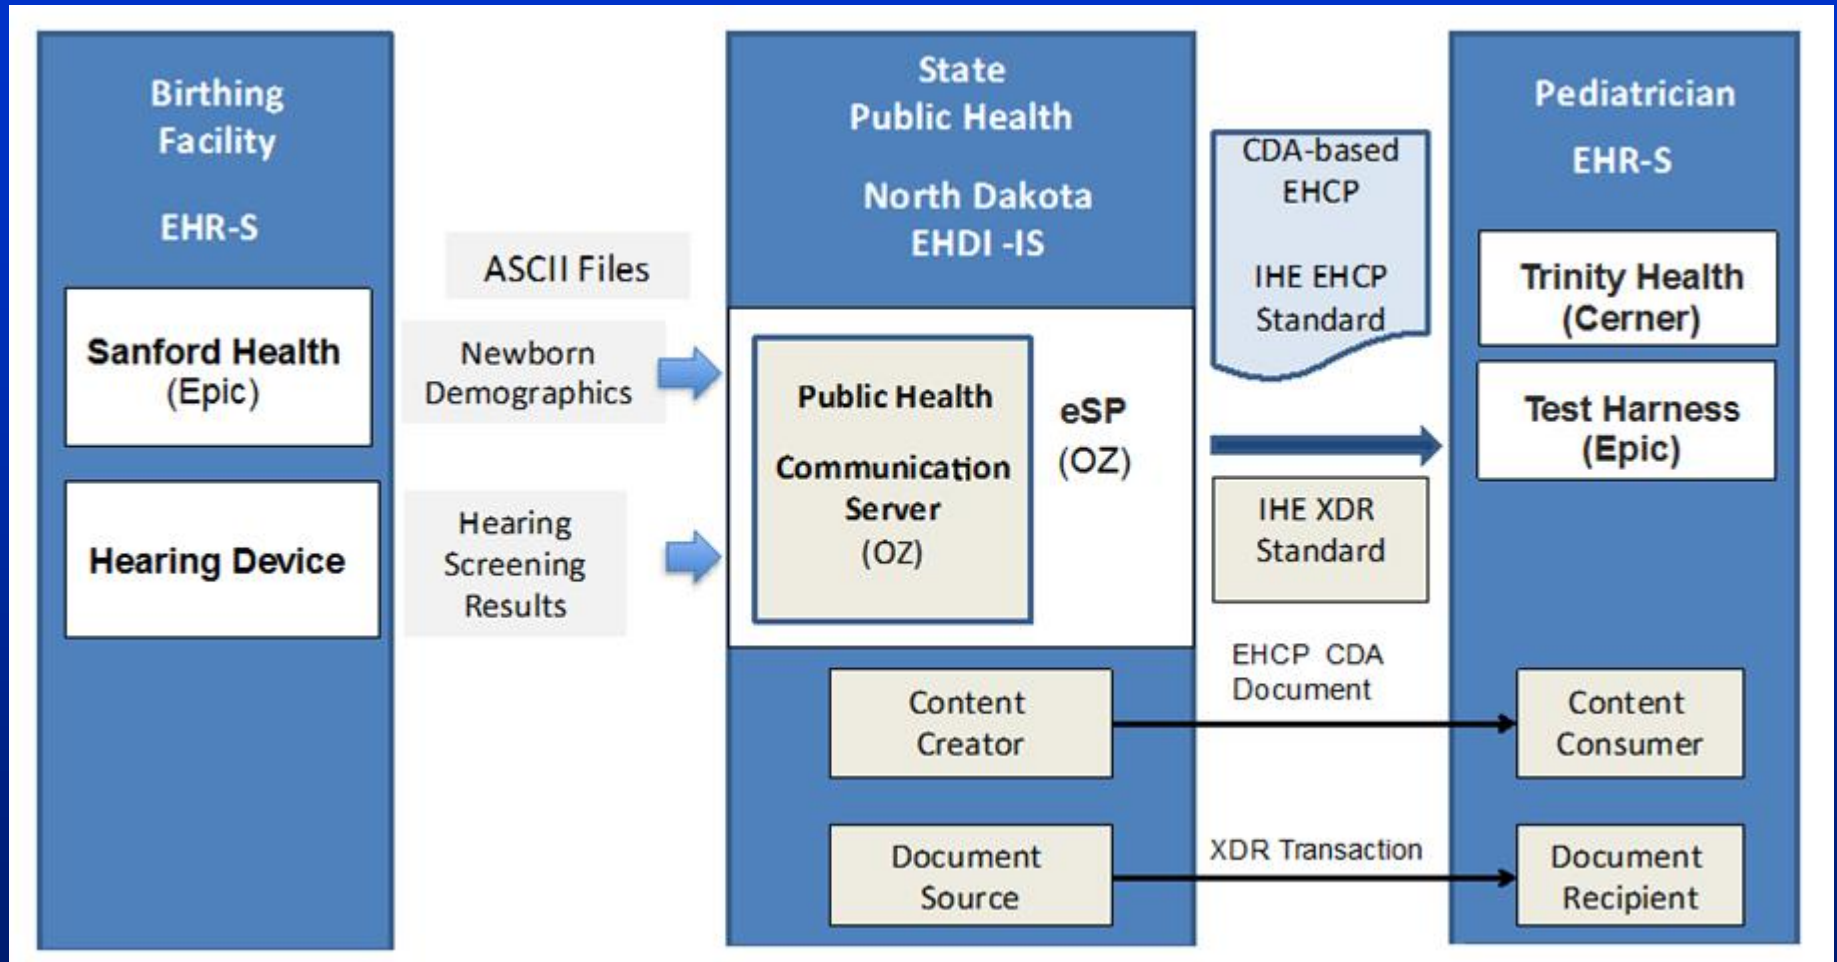 Birthing
Facility
EHR-S
Sanford Health
(Epic)
Hearing Device
ASCII Files
Newborn
Demographics
Hearing
Screening
Results
State
Public Health
North Dakota
EHDI -IS
Public Health
Communication
Server
(OZ)
eSP
(OZ)
Content
Creator
Document
Source
CDA-based
EHCP
IHE EHCP
Standard
IHE XDR
Standard
EHCP CDA
Document
XDR Transaction
Pediatrician
EHR-S
Trinity Health
(Cerner)
Test Harness
(Epic)
Content
Consumer
Document
Recipient